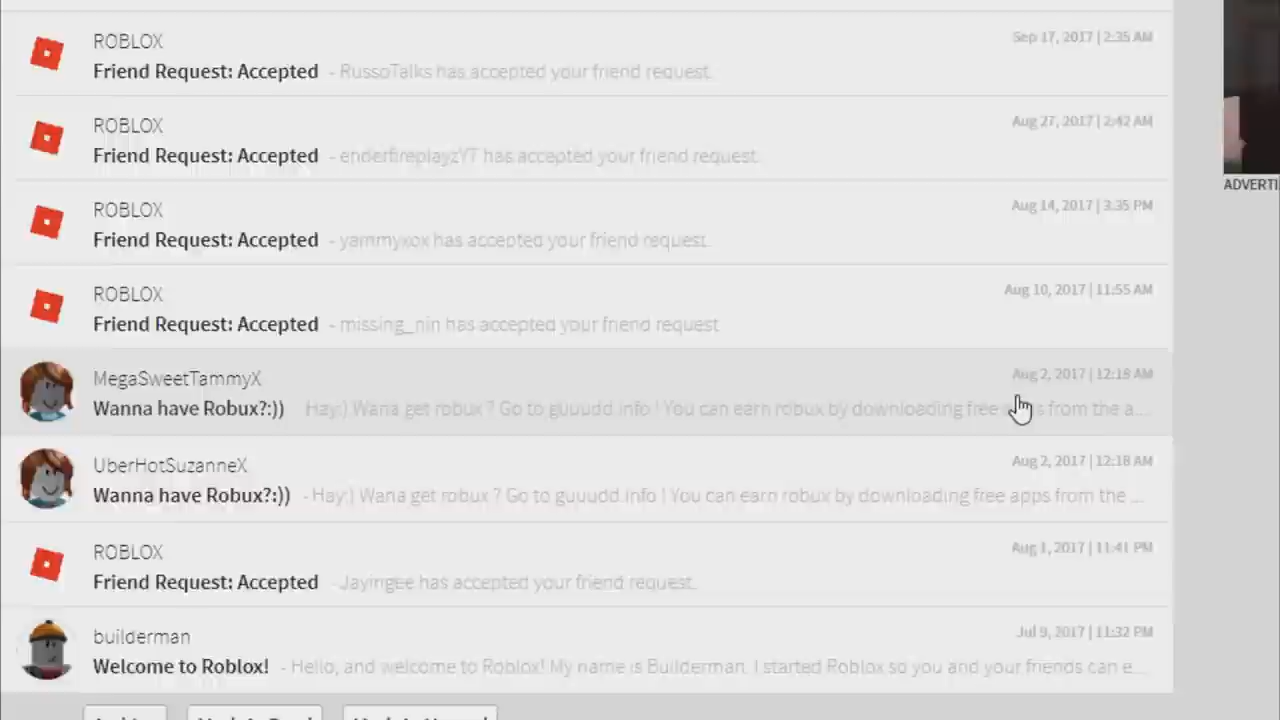 ROBLOX Sep 17, 2017 | 2:35 AM
Friend Request: Accepted - RussoTalks has accepted your friend request.
ROBLOX Aug 27, 2017 | 2:42 AM
Friend Request: Accepted - enderfireplayzYT has accepted your friend request.
ADVERTI
ROBLOX Aug 14, 2017 | 3:35 PM
Friend Request: Accepted - yammyxox has accepted your friend request.
ROBLOX Aug 10, 2017 | 11:55 AM
Friend Request: Accepted - missing_nin has accepted your friend request.
MegaSweetTammyX Aug 2, 2017 | 12:18 AM
Wanna have Robux?:)) Hay:) Wana get robux ? Go to guuudd.info ! You can earn robux by downloading free apps from the a...
UberHotSuzanneX Aug 2, 2017 | 12:18 AM
Wanna have Robux?:)) - Hay:) Wana get robux ? Go to guuudd.info ! You can earn robux by downloading free apps from the ...
ROBLOX Aug 1, 2017 | 11:41 PM
Friend Request: Accepted - Jayingee has accepted your friend request.
builderman Jul 9, 2017 | 11:32 PM
Welcome to Roblox! - Hello, and welcome to Roblox! My name is Builderman. I started Roblox so you and your friends can e...